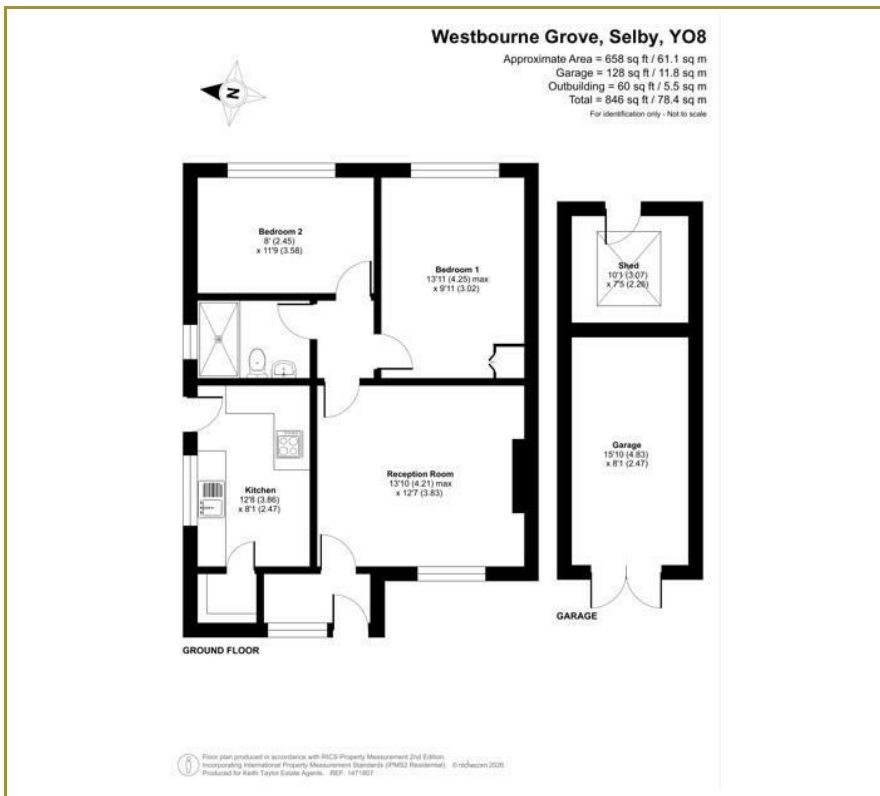 Westbourne Grove, Selby, YO8
Approximate Area = 658 sq ft / 61.1 sq m
Garage = 128 sq ft / 11.8 sq m
Outbuilding = 60 sq ft / 5.5 sq m
Total = 846 sq ft / 78.4 sq m
For identification only - Not to scale
N
Bedroom 2
8' (2.45)
x 11'9 (3.58)
Bedroom 1
13'11 (4.25) max
x 9'11 (3.02)
Shed
10'1 (3.07)
x 7'5 (2.26)
Kitchen
12'8 (3.86)
x 8'1 (2.47)
Reception Room
13'10 (4.21) max
x 12'7 (3.83)
Garage
15'10 (4.83)
x 8'1 (2.47)
GARAGE
GROUND FLOOR
Floor plan produced in accordance with RICS Property Measurement 2nd Edition,
Incorporating International Property Measurement Standards (IPMS2 Residential). © nichecom 2026.
Produced for Keith Taylor Estate Agents. REF: 1471807